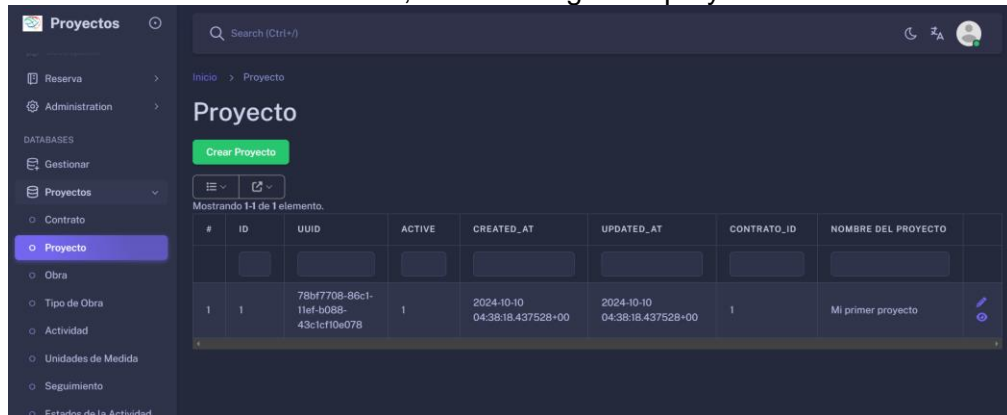 Proyectos
Search (Ctrl+/)
Reserva
Administration
DATABASES
Gestionar
Proyectos
Contrato
Proyecto
Obra
Tipo de Obra
Actividad
Unidades de Medida
Seguimiento
Estados de la Actividad
Inicio > Proyecto
Proyecto
Crear Proyecto
Mostrando 1-1 de 1 elemento.
# ID UUID ACTIVE CREATED_AT UPDATED_AT CONTRATO_ID NOMBRE DEL PROYECTO
1 1 78bf7708-86c1-11ef-b088-43c1cf10e078 1 2024-10-10 04:38:18.437528+00 2024-10-10 04:38:18.437528+00 1 Mi primer proyecto